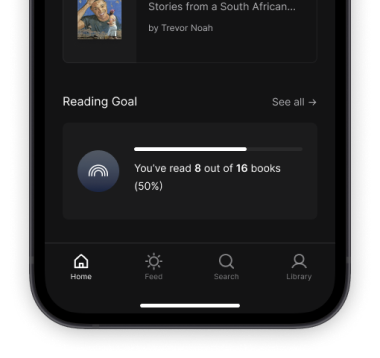 Stories from a South African...
by Trevor Noah
Reading Goal
See all →
You've read 8 out of 16 books
(50%)
Home
Feed
Search
Library